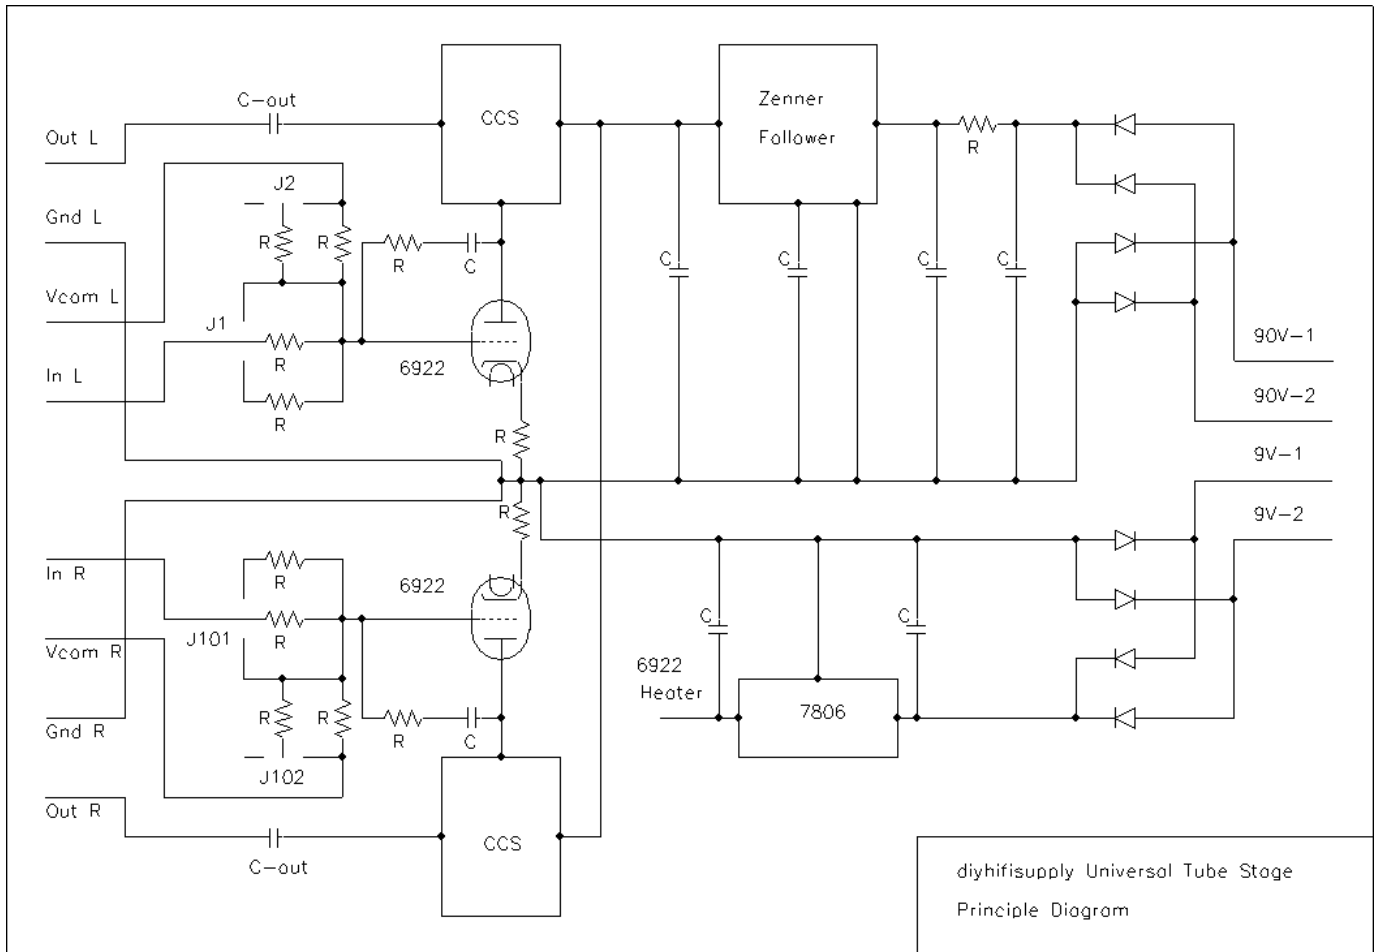 C-out
CCS
Zenner
Follower
Out L
R
J2
Gnd L
R
R
R
C
C
C
C
C
Vcom L
J1
R
6922
90V-1
In L
90V-2
R
R
9V-1
R
9V-2
In R
R
6922
C
C
J101
R
Vcom R
6922
Heater
7806
R
R
Gnd R
R
C
J102
Out R
CCS
C-out
diyhifisupply Universal Tube Stage
Principle Diagram